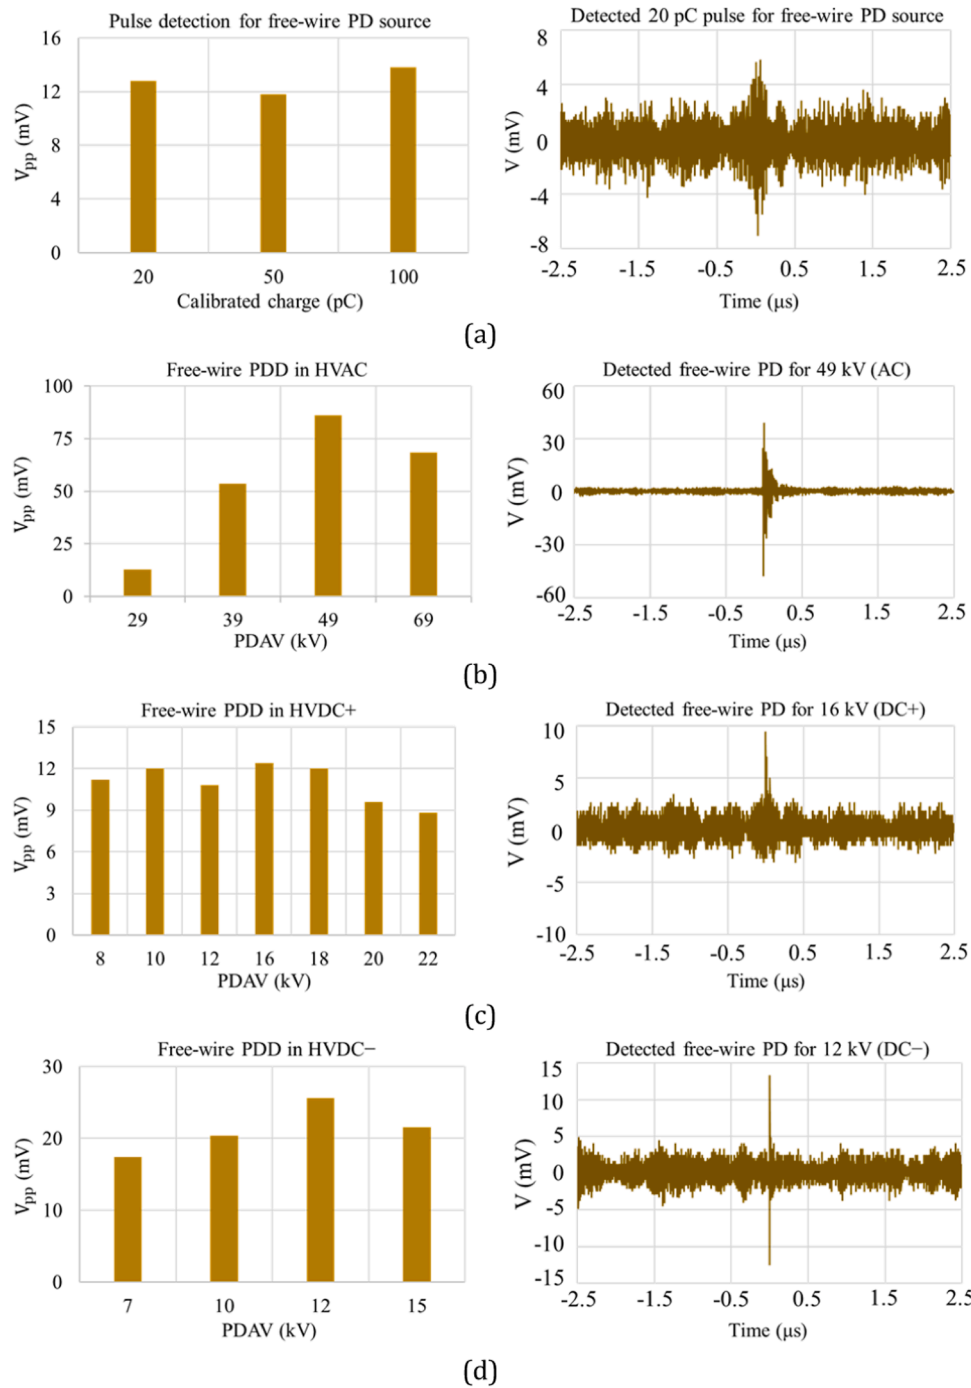 Pulse detection for free-wire PD source
16
12
8
4
0
Vpp (mV)
20 50 100
Calibrated charge (pC)
Detected 20 pC pulse for free-wire PD source
8
4
0
-4
-8
V (mV)
-2.5 -1.5 -0.5 0.5 1.5 2.5
Time (μs)
(a)
Free-wire PDD in HVAC
100
75
50
25
0
Vpp (mV)
29 39 49 69
PDAV (kV)
Detected free-wire PD for 49 kV (AC)
60
30
0
-30
-60
V (mV)
-2.5 -1.5 -0.5 0.5 1.5 2.5
Time (μs)
(b)
Free-wire PDD in HVDC+
15
12
9
6
3
0
Vpp (mV)
8 10 12 16 18 20 22
PDAV (kV)
Detected free-wire PD for 16 kV (DC+)
10
5
0
-5
-10
V (mV)
-2.5 -1.5 -0.5 0.5 1.5 2.5
Time (μs)
(c)
Free-wire PDD in HVDC−
30
20
10
0
Vpp (mV)
7 10 12 15
PDAV (kV)
Detected free-wire PD for 12 kV (DC−)
15
10
5
0
-5
-10
-15
V (mV)
-2.5 -1.5 -0.5 0.5 1.5 2.5
Time (μs)
(d)